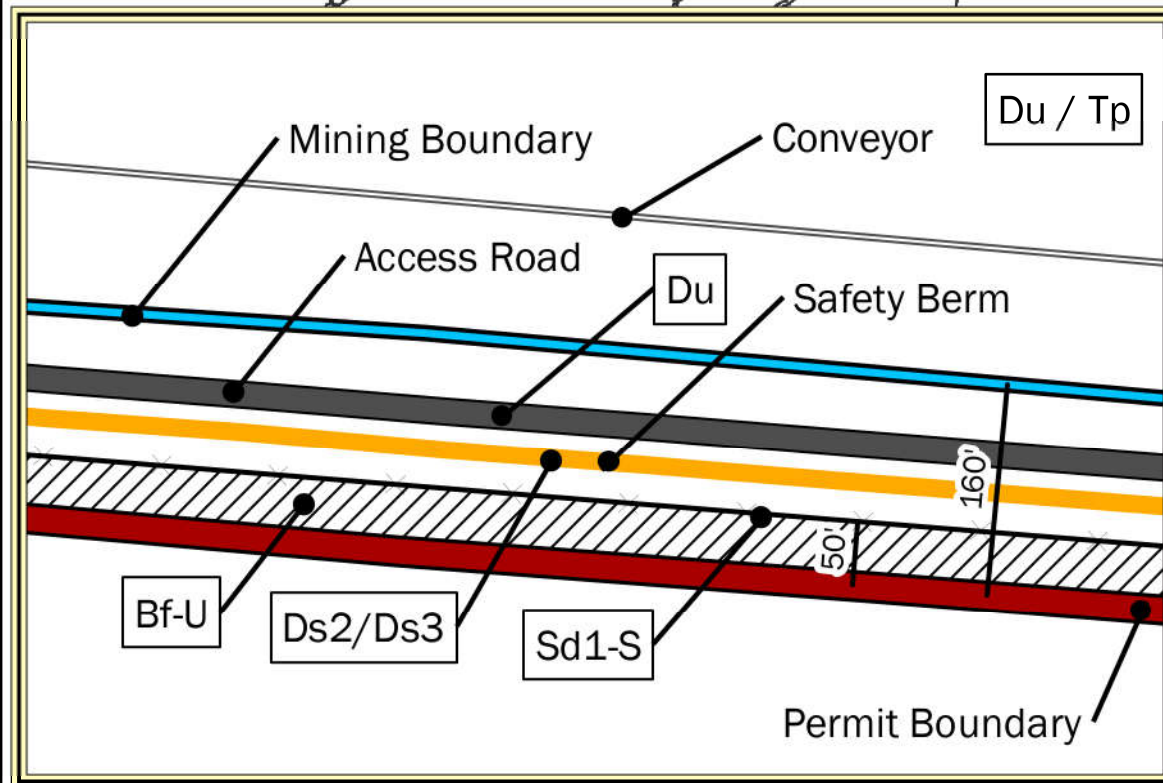 Du / Tp
Mining Boundary
Conveyor
Access Road
Du
Safety Berm
160'
50'
Bf-U
Ds2/Ds3
Sd1-S
Permit Boundary